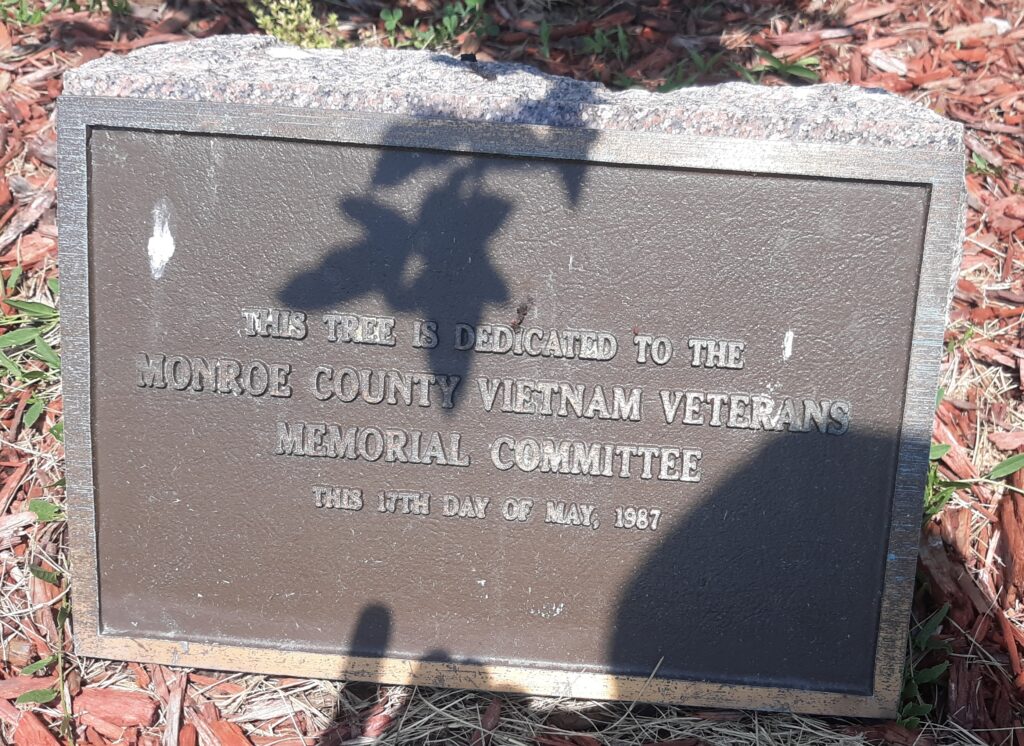 THIS TREE IS DEDICATED TO THE
MONROE COUNTY VIETNAM VETERANS
MEMORIAL COMMITTEE
THIS 17TH DAY OF MAY, 1987